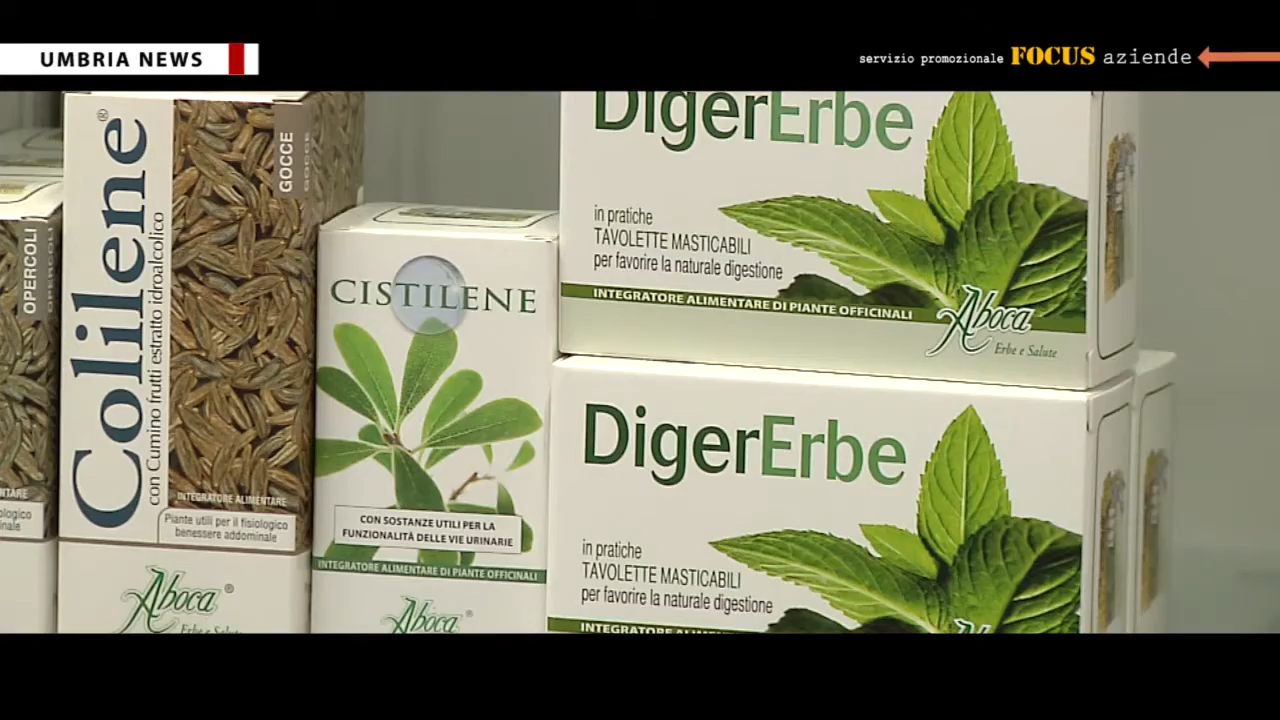 UMBRIA NEWS
servizio promozionale FOCUS aziende
OPERCOLI
Colilene®
con Cumino frutti estratto idroalcolico
GOCCE
INTEGRATORE ALIMENTARE
Piante utili per il fisiologico
benessere addominale
Aboca®
Erbe e Salute
CISTILENE
CON SOSTANZE UTILI PER LA
FUNZIONALITÀ DELLE VIE URINARIE
INTEGRATORE ALIMENTARE DI PIANTE OFFICINALI
Aboca®
DigerErbe
in pratiche
TAVOLETTE MASTICABILI
per favorire la naturale digestione
INTEGRATORE ALIMENTARE DI PIANTE OFFICINALI
Aboca
Erbe e Salute
DigerErbe
in pratiche
TAVOLETTE MASTICABILI
per favorire la naturale digestione